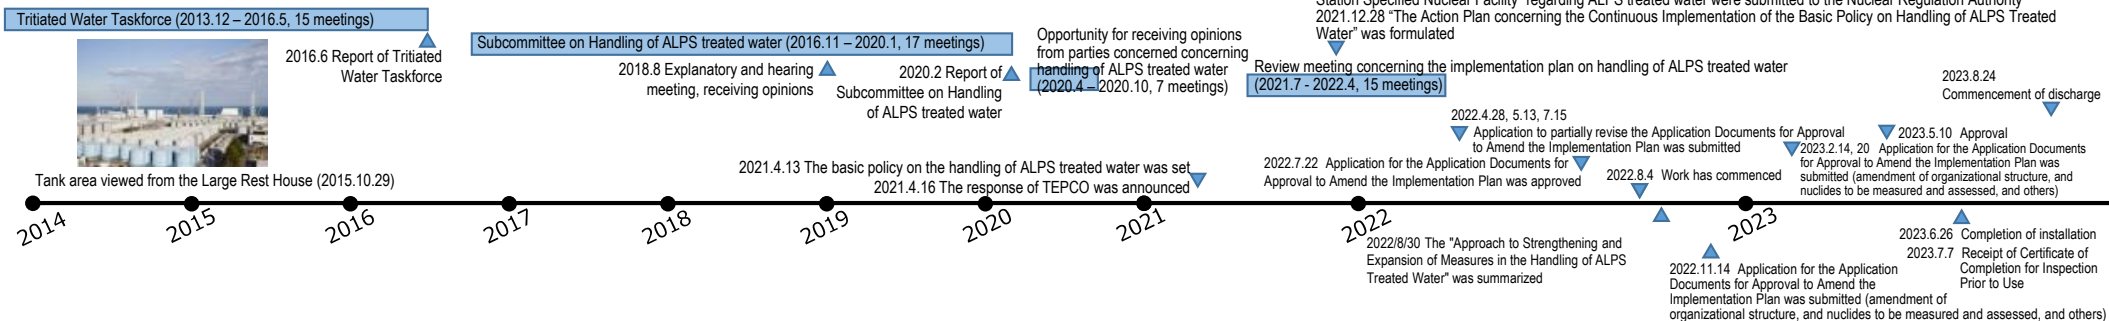 Tritiated Water Taskforce (2013.12 – 2016.5, 15 meetings)
2016.6 Report of Tritiated
Water Taskforce
Tank area viewed from the Large Rest House (2015.10.29)
Subcommittee on Handling of ALPS treated water (2016.11 – 2020.1, 17 meetings)
2018.8 Explanatory and hearing
meeting, receiving opinions
2020.2 Report of
Subcommittee on Handling
of ALPS treated water
Opportunity for receiving opinions
from parties concerned concerning
handling of ALPS treated water
(2020.4 – 2020.10, 7 meetings)
2021.4.13 The basic policy on the handling of ALPS treated water was set
2021.4.16 The response of TEPCO was announced
Station Specified Nuclear Facility" regarding ALPS treated water were submitted to the Nuclear Regulation Authority
2021.12.28 “The Action Plan concerning the Continuous Implementation of the Basic Policy on Handling of ALPS Treated
Water” was formulated
Review meeting concerning the implementation plan on handling of ALPS treated water
(2021.7 - 2022.4, 15 meetings)
2022.4.28, 5.13, 7.15
Application to partially revise the Application Documents for Approval
to Amend the Implementation Plan was submitted
2022.7.22 Application for the Application Documents for
Approval to Amend the Implementation Plan was approved
2022.8.4 Work has commenced
2023.8.24
Commencement of discharge
2023.5.10 Approval
2023.2.14, 20 Application for the Application Documents
for Approval to Amend the Implementation Plan was
submitted (amendment of organizational structure, and
nuclides to be measured and assessed, and others)
2014
2015
2016
2017
2018
2019
2020
2021
2022
2023
2022/8/30 The "Approach to Strengthening and
Expansion of Measures in the Handling of ALPS
Treated Water" was summarized
2022.11.14 Application for the Application
Documents for Approval to Amend the
Implementation Plan was submitted (amendment of
organizational structure, and nuclides to be measured and assessed, and others)
2023.6.26 Completion of installation
2023.7.7 Receipt of Certificate of
Completion for Inspection
Prior to Use